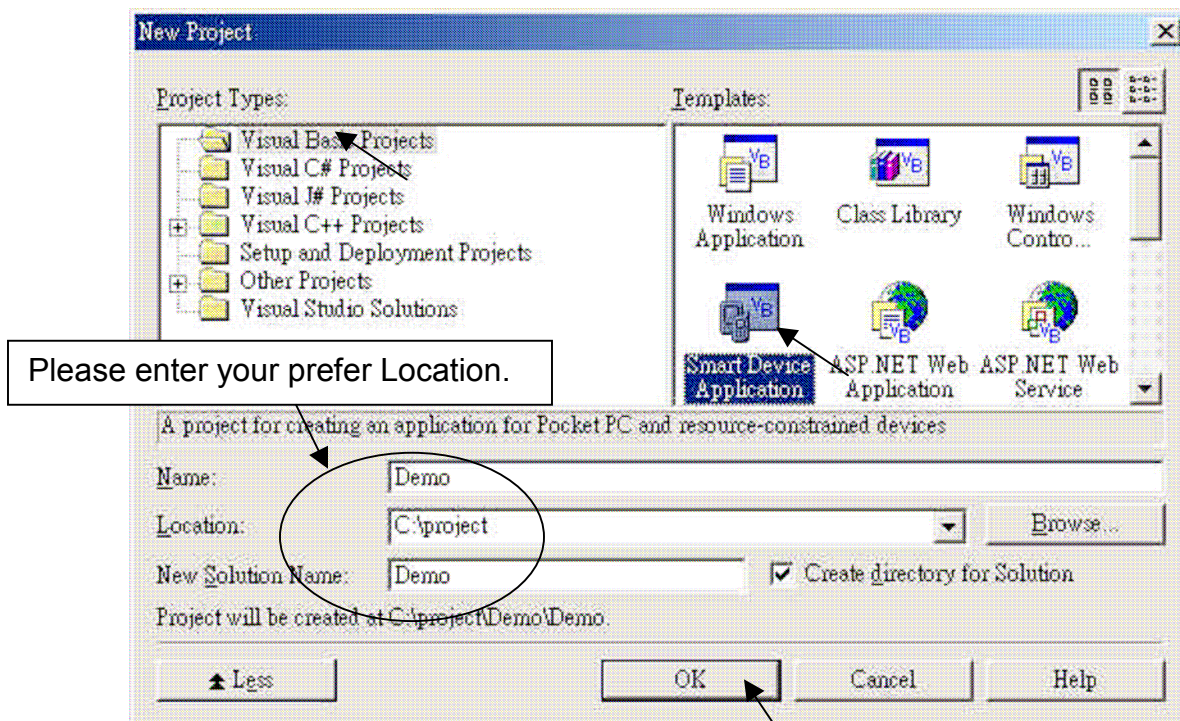 New Project
Project Types:
Templates:
Visual Basic Projects
Visual C# Projects
Visual J# Projects
Visual C++ Projects
Setup and Deployment Projects
Other Projects
Visual Studio Solutions
Windows Application
Class Library
Windows Contro...
Smart Device Application
ASP.NET Web Application
ASP.NET Web Service
Please enter your prefer Location.
A project for creating an application for Pocket PC and resource-constrained devices
Name: Demo
Location: C:\project Browse...
New Solution Name: Demo Create directory for Solution
Project will be created at C:\project\Demo\Demo.
Less OK Cancel Help